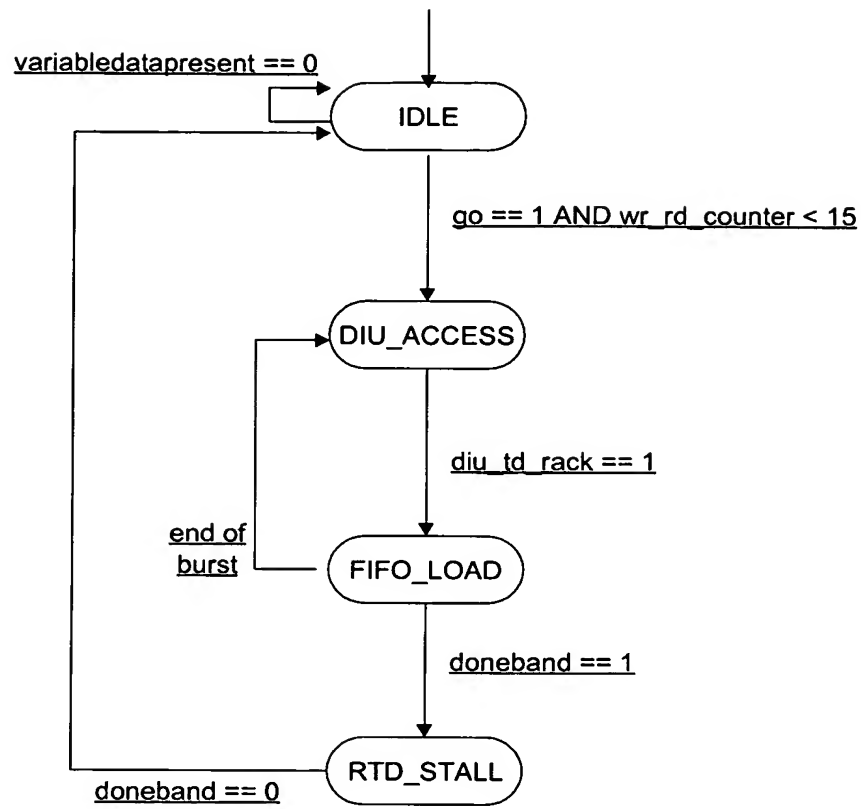 variabledatapresent == 0
IDLE
go == 1 AND wr_rd_counter < 15
DIU_ACCESS
diu_td_rack == 1
end of
burst
FIFO_LOAD
doneband == 1
RTD_STALL
doneband == 0